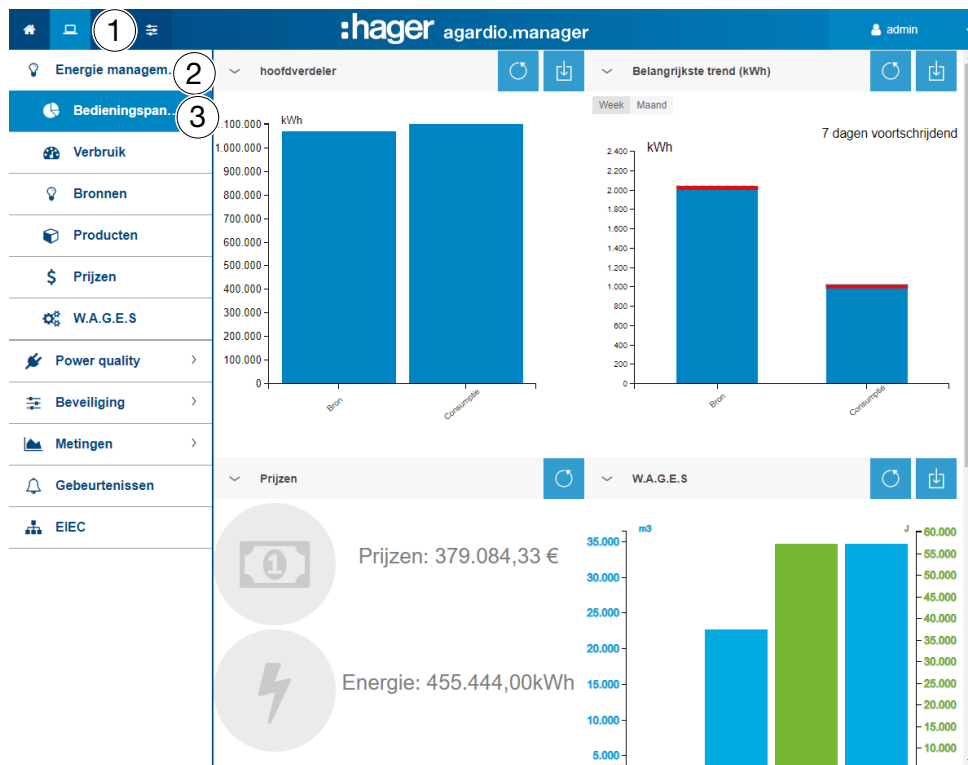 1
:hager agardio.manager
admin
Energie managem...
2
Bedieningspan...
3
Verbruik
Bronnen
Producten
Prijzen
W.A.G.E.S
Power quality
Beveiliging
Metingen
Gebeurtenissen
EIEC
hoofdverdeler
kWh
.100.000
1.000.000
900.000
800.000
700.000
600.000
500.000
400.000
300.000
200.000
100.000
0
Bron
Consumptie
Belangrijkste trend (kWh)
Week Maand
7 dagen voortschrijdend
kWh
2.400
2.200
2.000
1.800
1.600
1.400
1.200
1.000
800
600
400
200
0
Bron
Consumptie
Prijzen
1
Prijzen: 379.084,33 €
Energie: 455.444,00kWh
W.A.G.E.S
m3
35.000
30.000
25.000
20.000
15.000
10.000
5.000
J
60.000
55.000
50.000
45.000
40.000
35.000
30.000
25.000
20.000
15.000
10.000